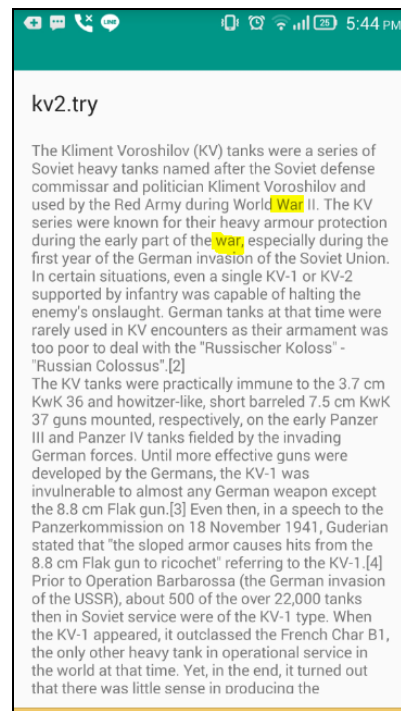 LINE
25
5:44 PM
kv2.try
The Kliment Voroshilov (KV) tanks were a series of
Soviet heavy tanks named after the Soviet defense
commissar and politician Kliment Voroshilov and
used by the Red Army during World War II. The KV
series were known for their heavy armour protection
during the early part of the war, especially during the
first year of the German invasion of the Soviet Union.
In certain situations, even a single KV-1 or KV-2
supported by infantry was capable of halting the
enemy's onslaught. German tanks at that time were
rarely used in KV encounters as their armament was
too poor to deal with the "Russischer Koloss" -
"Russian Colossus".[2]
The KV tanks were practically immune to the 3.7 cm
KwK 36 and howitzer-like, short barreled 7.5 cm KwK
37 guns mounted, respectively, on the early Panzer
III and Panzer IV tanks fielded by the invading
German forces. Until more effective guns were
developed by the Germans, the KV-1 was
invulnerable to almost any German weapon except
the 8.8 cm Flak gun.[3] Even then, in a speech to the
Panzerkommission on 18 November 1941, Guderian
stated that "the sloped armor causes hits from the
8.8 cm Flak gun to ricochet" referring to the KV-1.[4]
Prior to Operation Barbarossa (the German invasion
of the USSR), about 500 of the over 22,000 tanks
then in Soviet service were of the KV-1 type. When
the KV-1 appeared, it outclassed the French Char B1,
the only other heavy tank in operational service in
the world at that time. Yet, in the end, it turned out
that there was little sense in producing the